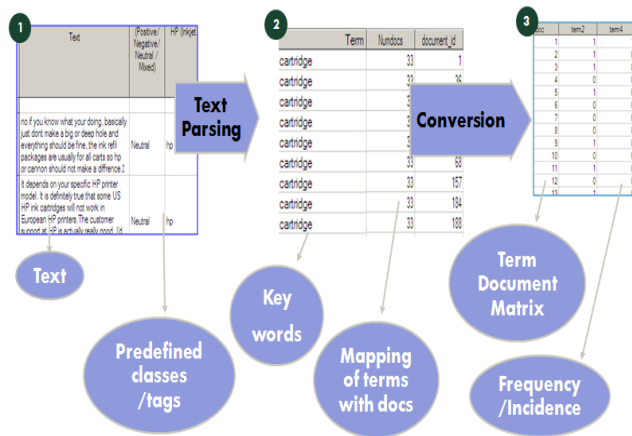 1
2
3
Text
(Positive/
Negative/
Neutral /
Mixed)
HP (Inkjet,
no if you know what your doing, basically
just dont make a big or deep hole and
everything should be fine, the ink refil
packages are usually for all carts so hp
or cannon should not make a diffrence.
Neutral
hp
It depends on your specific HP printer
model. It is definitely true that some US
HP ink cartridges will not work in
European HP printers.The customer
support at HP is actually really good. I'd
Neutral
hp
Text
Parsing
Term Numdocs document_id
cartridge 33 1
cartridge 33 36
cartridge
cartridge
cartridge
cartridge 33 68
cartridge 33 157
cartridge 33 184
cartridge 33 188
Conversion
doc term2 term4
1 1
2 1
3 1
4 0
5 1
6 0
7 0
8 0
9 1
10 0
11 1
12 0
13 1
Text
Predefined
classes
/tags
Key
words
Mapping
of terms
with docs
Term
Document
Matrix
Frequency
/Incidence